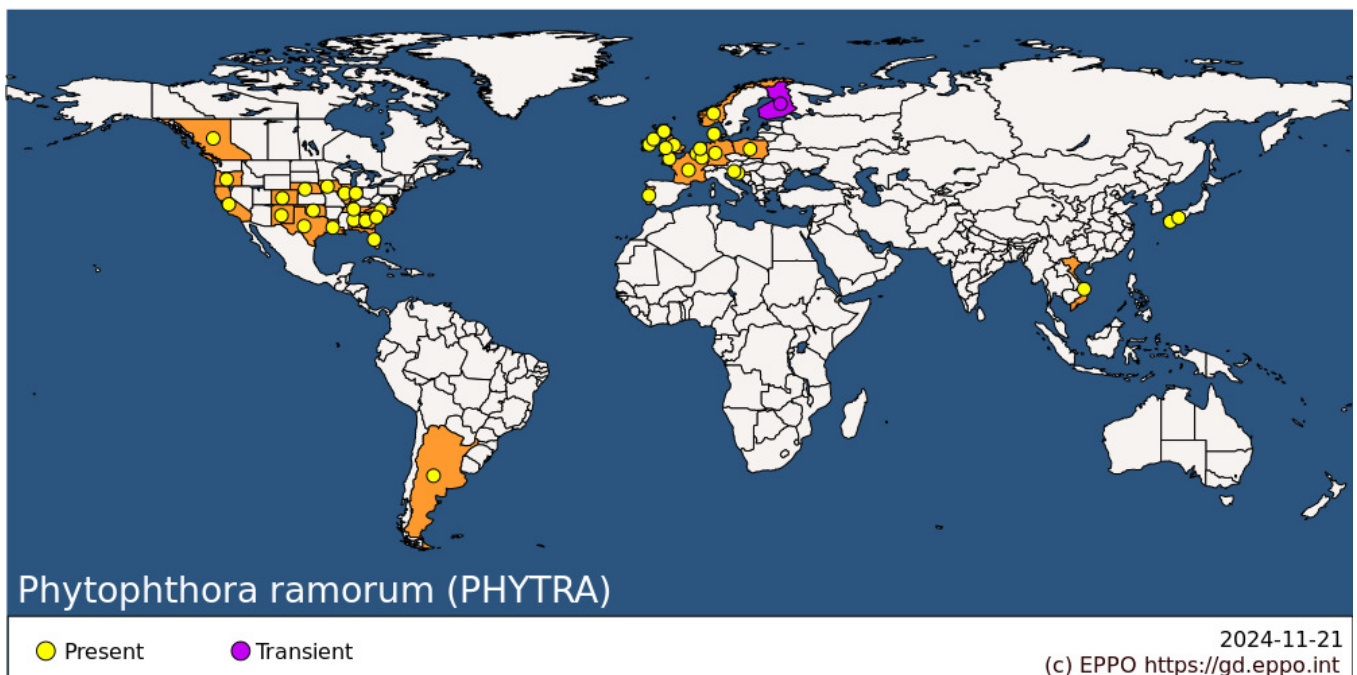 Phytophthora ramorum (PHYTRA)
Present
Transient
2024-11-21
(c) EPPO https://gd.eppo.int